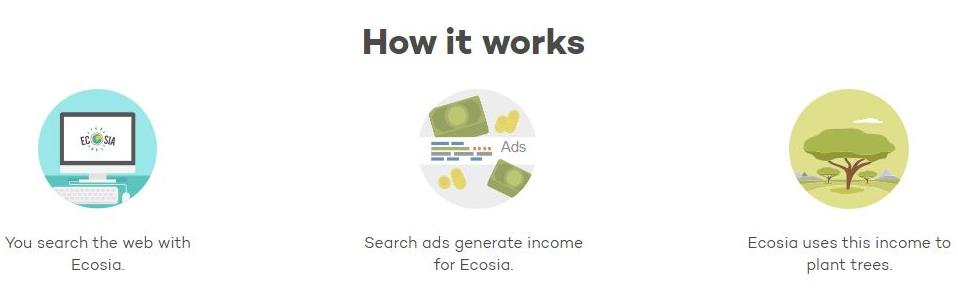 How it works
ECOSIA
Ads
You search the web with
Ecosia.
Search ads generate income
for Ecosia.
Ecosia uses this income to
plant trees.